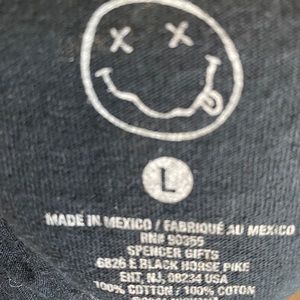 L
MADE IN MEXICO / FABRIQUÉ AU MEXICO
RN# 90355
SPENCER GIFTS
6826 E BLACK HORSE PIKE
EHT, NJ, 08234 USA
100% COTTON / 100% COTON